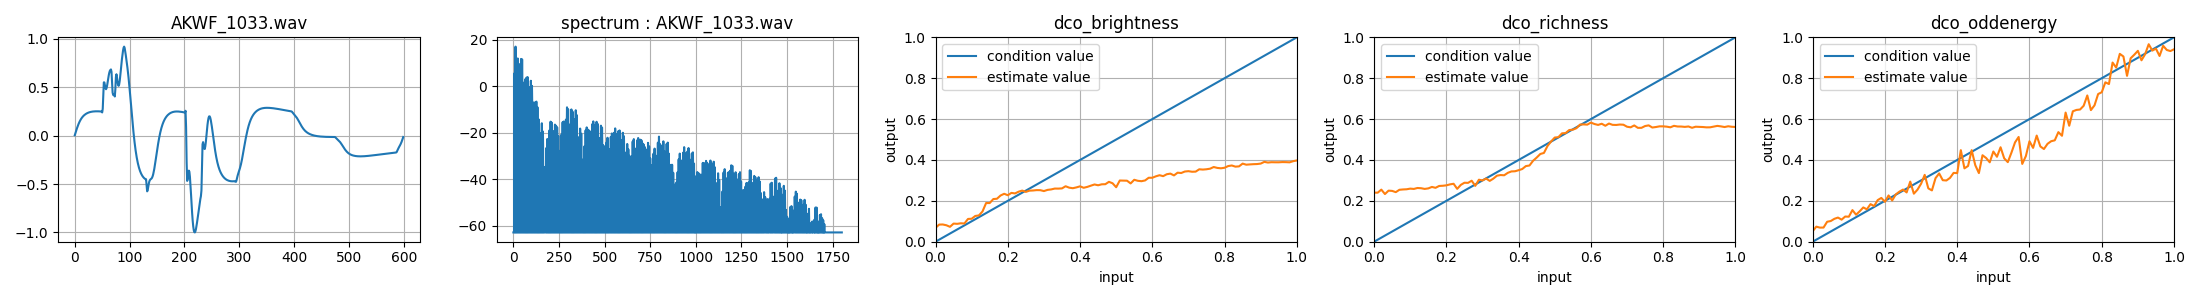 AKWF_1033.wav
1.0
0.5
0.0
−0.5
−1.0
0 100 200 300 400 500 600
spectrum : AKWF_1033.wav
20
0
−20
−40
−60
0 250 500 750 1000 1250 1500 1750
dco_brightness
condition value
estimate value
output
1.0
0.8
0.6
0.4
0.2
0.0
0.0 0.2 0.4 0.6 0.8 1.0
input
dco_richness
condition value
estimate value
output
1.0
0.8
0.6
0.4
0.2
0.0
0.0 0.2 0.4 0.6 0.8 1.0
input
dco_oddenergy
condition value
estimate value
output
1.0
0.8
0.6
0.4
0.2
0.0
0.0 0.2 0.4 0.6 0.8 1.0
input